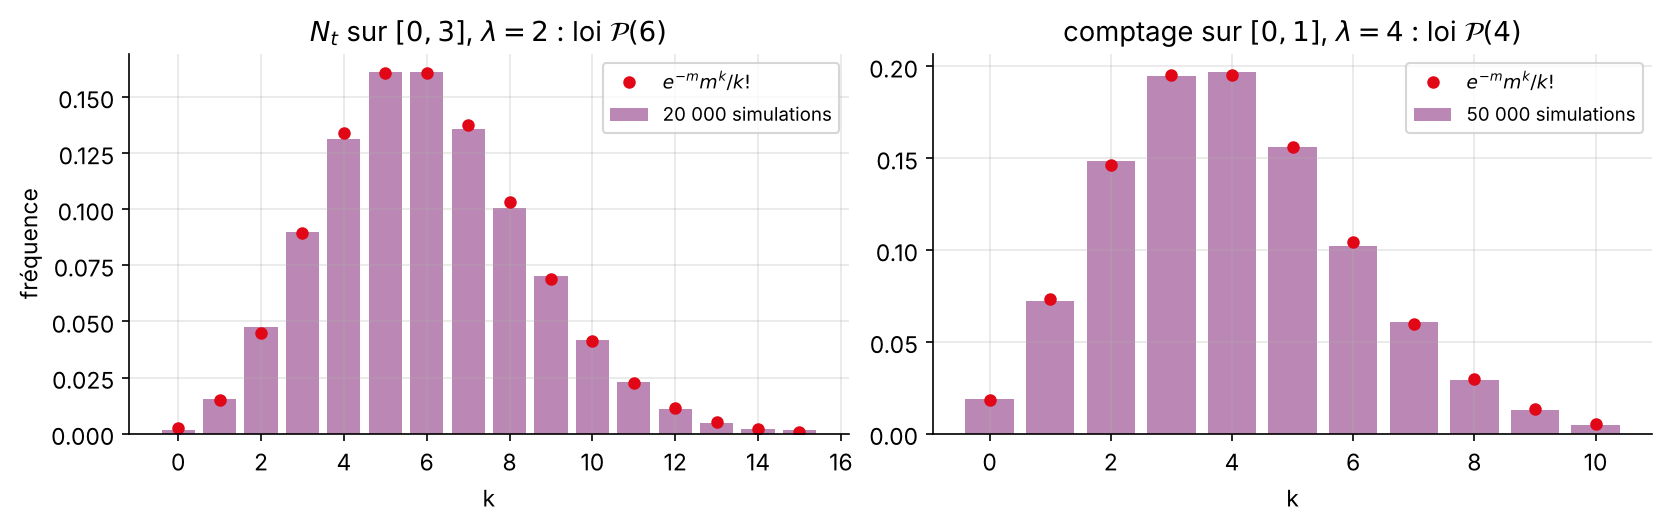 N_t sur [0, 3], λ = 2 : loi 𝒫(6)
fréquence
0.150
0.125
0.100
0.075
0.050
0.025
0.000
e^{-m}m^k/k!
20 000 simulations
0 2 4 6 8 10 12 14 16
k
comptage sur [0, 1], λ = 4 : loi 𝒫(4)
0.20
0.15
0.10
0.05
0.00
e^{-m}m^k/k!
50 000 simulations
0 2 4 6 8 10
k